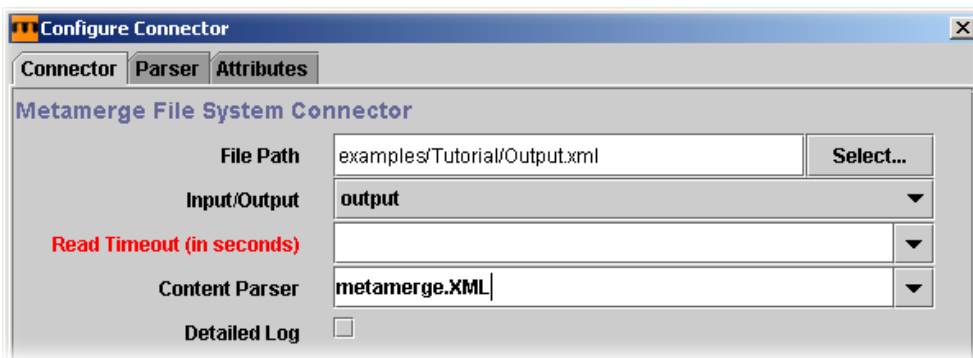 Configure Connector
Connector Parser Attributes
Metamerge File System Connector
File Path examples/Tutorial/Output.xml Select...
Input/Output output
Read Timeout (in seconds)
Content Parser metamerge.XML
Detailed Log